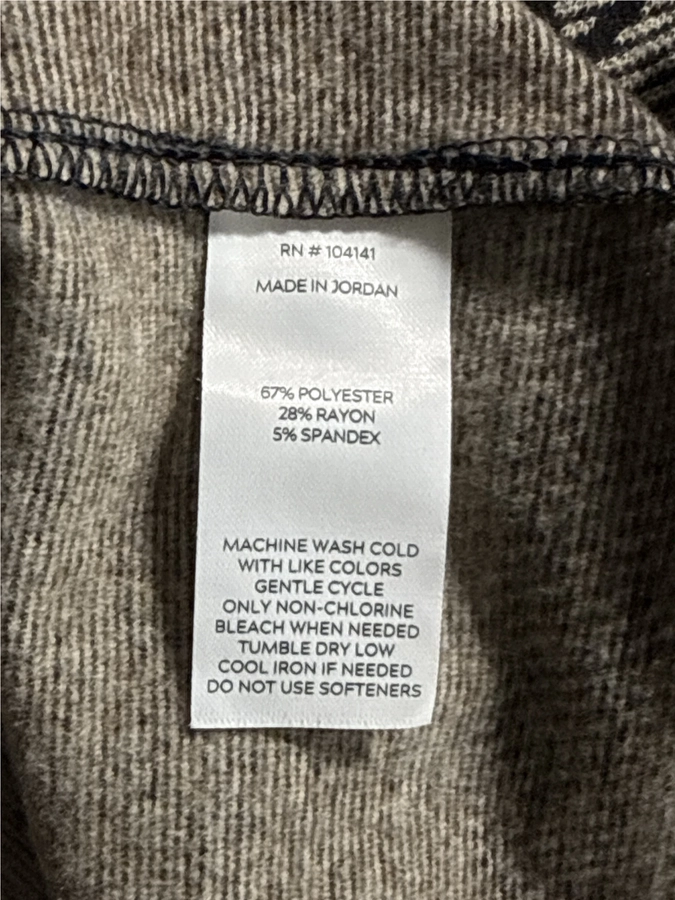 RN # 104141
MADE IN JORDAN
67% POLYESTER
28% RAYON
5% SPANDEX
MACHINE WASH COLD
WITH LIKE COLORS
GENTLE CYCLE
ONLY NON-CHLORINE
BLEACH WHEN NEEDED
TUMBLE DRY LOW
COOL IRON IF NEEDED
DO NOT USE SOFTENERS